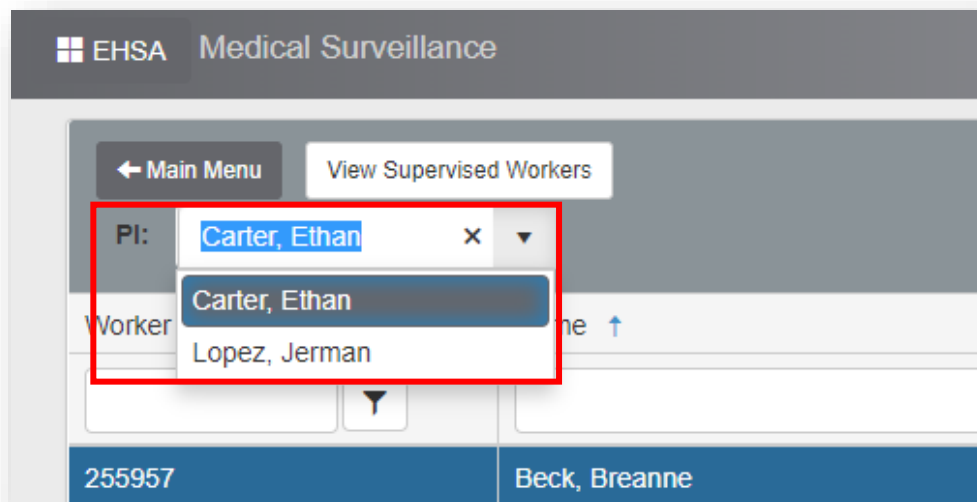 EHSA Medical Surveillance
Main Menu View Supervised Workers
PI: Carter, Ethan
Carter, Ethan
Worker
Lopez, Jerman
255957 Beck, Breanne